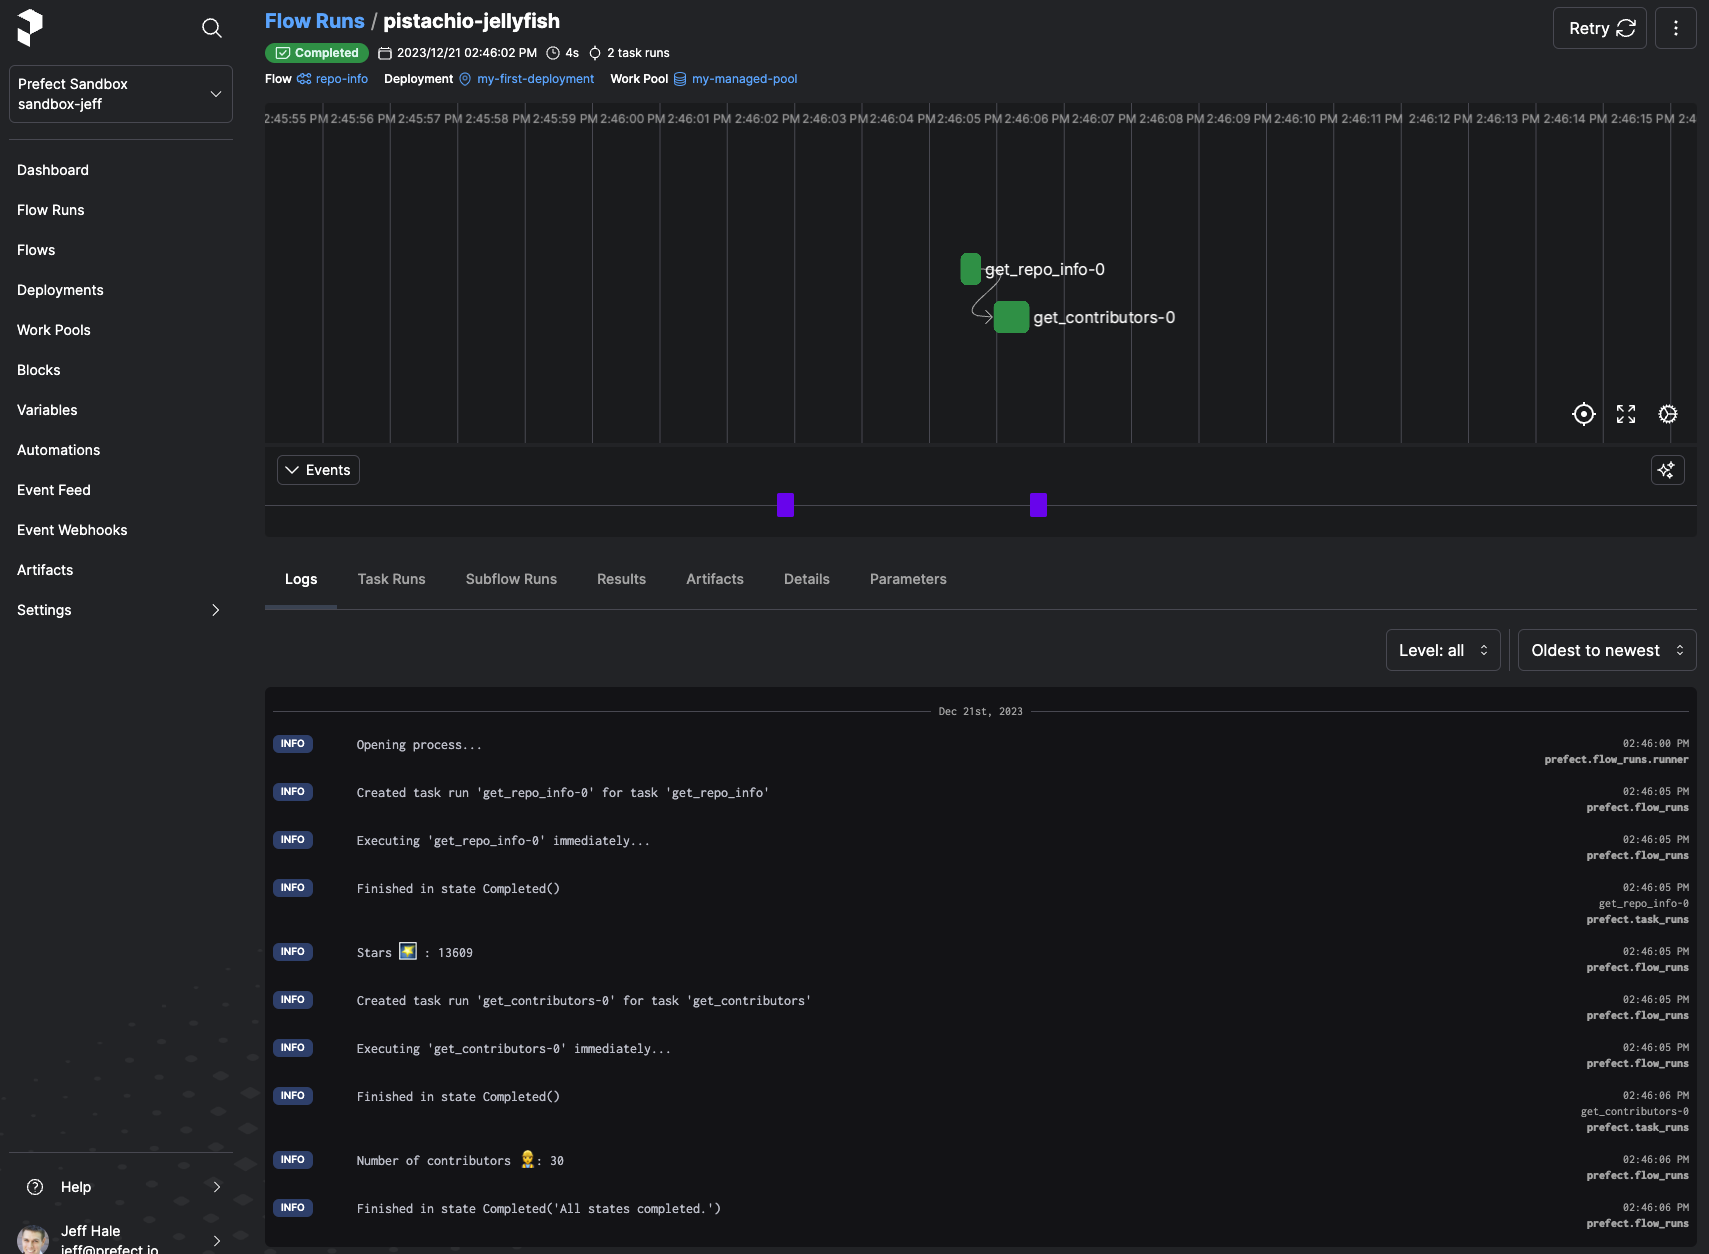 Flow Runs / pistachio-jellyfish
Completed 2023/12/21 02:46:02 PM 4s 2 task runs
Flow repo-info Deployment my-first-deployment Work Pool my-managed-pool
Retry
Prefect Sandbox
sandbox-jeff
Dashboard
Flow Runs
Flows
Deployments
Work Pools
Blocks
Variables
Automations
Event Feed
Event Webhooks
Artifacts
Settings
Help
Jeff Hale
jeff@prefect.io
2:45:55 PM 2:45:56 PM 2:45:57 PM 2:45:58 PM 2:45:59 PM 2:46:00 PM 2:46:01 PM 2:46:02 PM 2:46:03 PM 2:46:04 PM 2:46:05 PM 2:46:06 PM 2:46:07 PM 2:46:08 PM 2:46:09 PM 2:46:10 PM 2:46:11 PM 2:46:12 PM 2:46:13 PM 2:46:14 PM 2:46:15 PM 2:4
get_repo_info-0
get_contributors-0
Events
Logs Task Runs Subflow Runs Results Artifacts Details Parameters
Level: all Oldest to newest
Dec 21st, 2023
INFO Opening process... 02:46:00 PM
prefect.flow_runs.runner
INFO Created task run 'get_repo_info-0' for task 'get_repo_info' 02:46:05 PM
prefect.flow_runs
INFO Executing 'get_repo_info-0' immediately... 02:46:05 PM
prefect.flow_runs
INFO Finished in state Completed() 02:46:05 PM
get_repo_info-0
prefect.task_runs
INFO Stars 🌠 : 13609 02:46:05 PM
prefect.flow_runs
INFO Created task run 'get_contributors-0' for task 'get_contributors' 02:46:05 PM
prefect.flow_runs
INFO Executing 'get_contributors-0' immediately... 02:46:05 PM
prefect.flow_runs
INFO Finished in state Completed() 02:46:06 PM
get_contributors-0
prefect.task_runs
INFO Number of contributors 👷: 30 02:46:06 PM
prefect.flow_runs
INFO Finished in state Completed('All states completed.') 02:46:06 PM
prefect.flow_runs